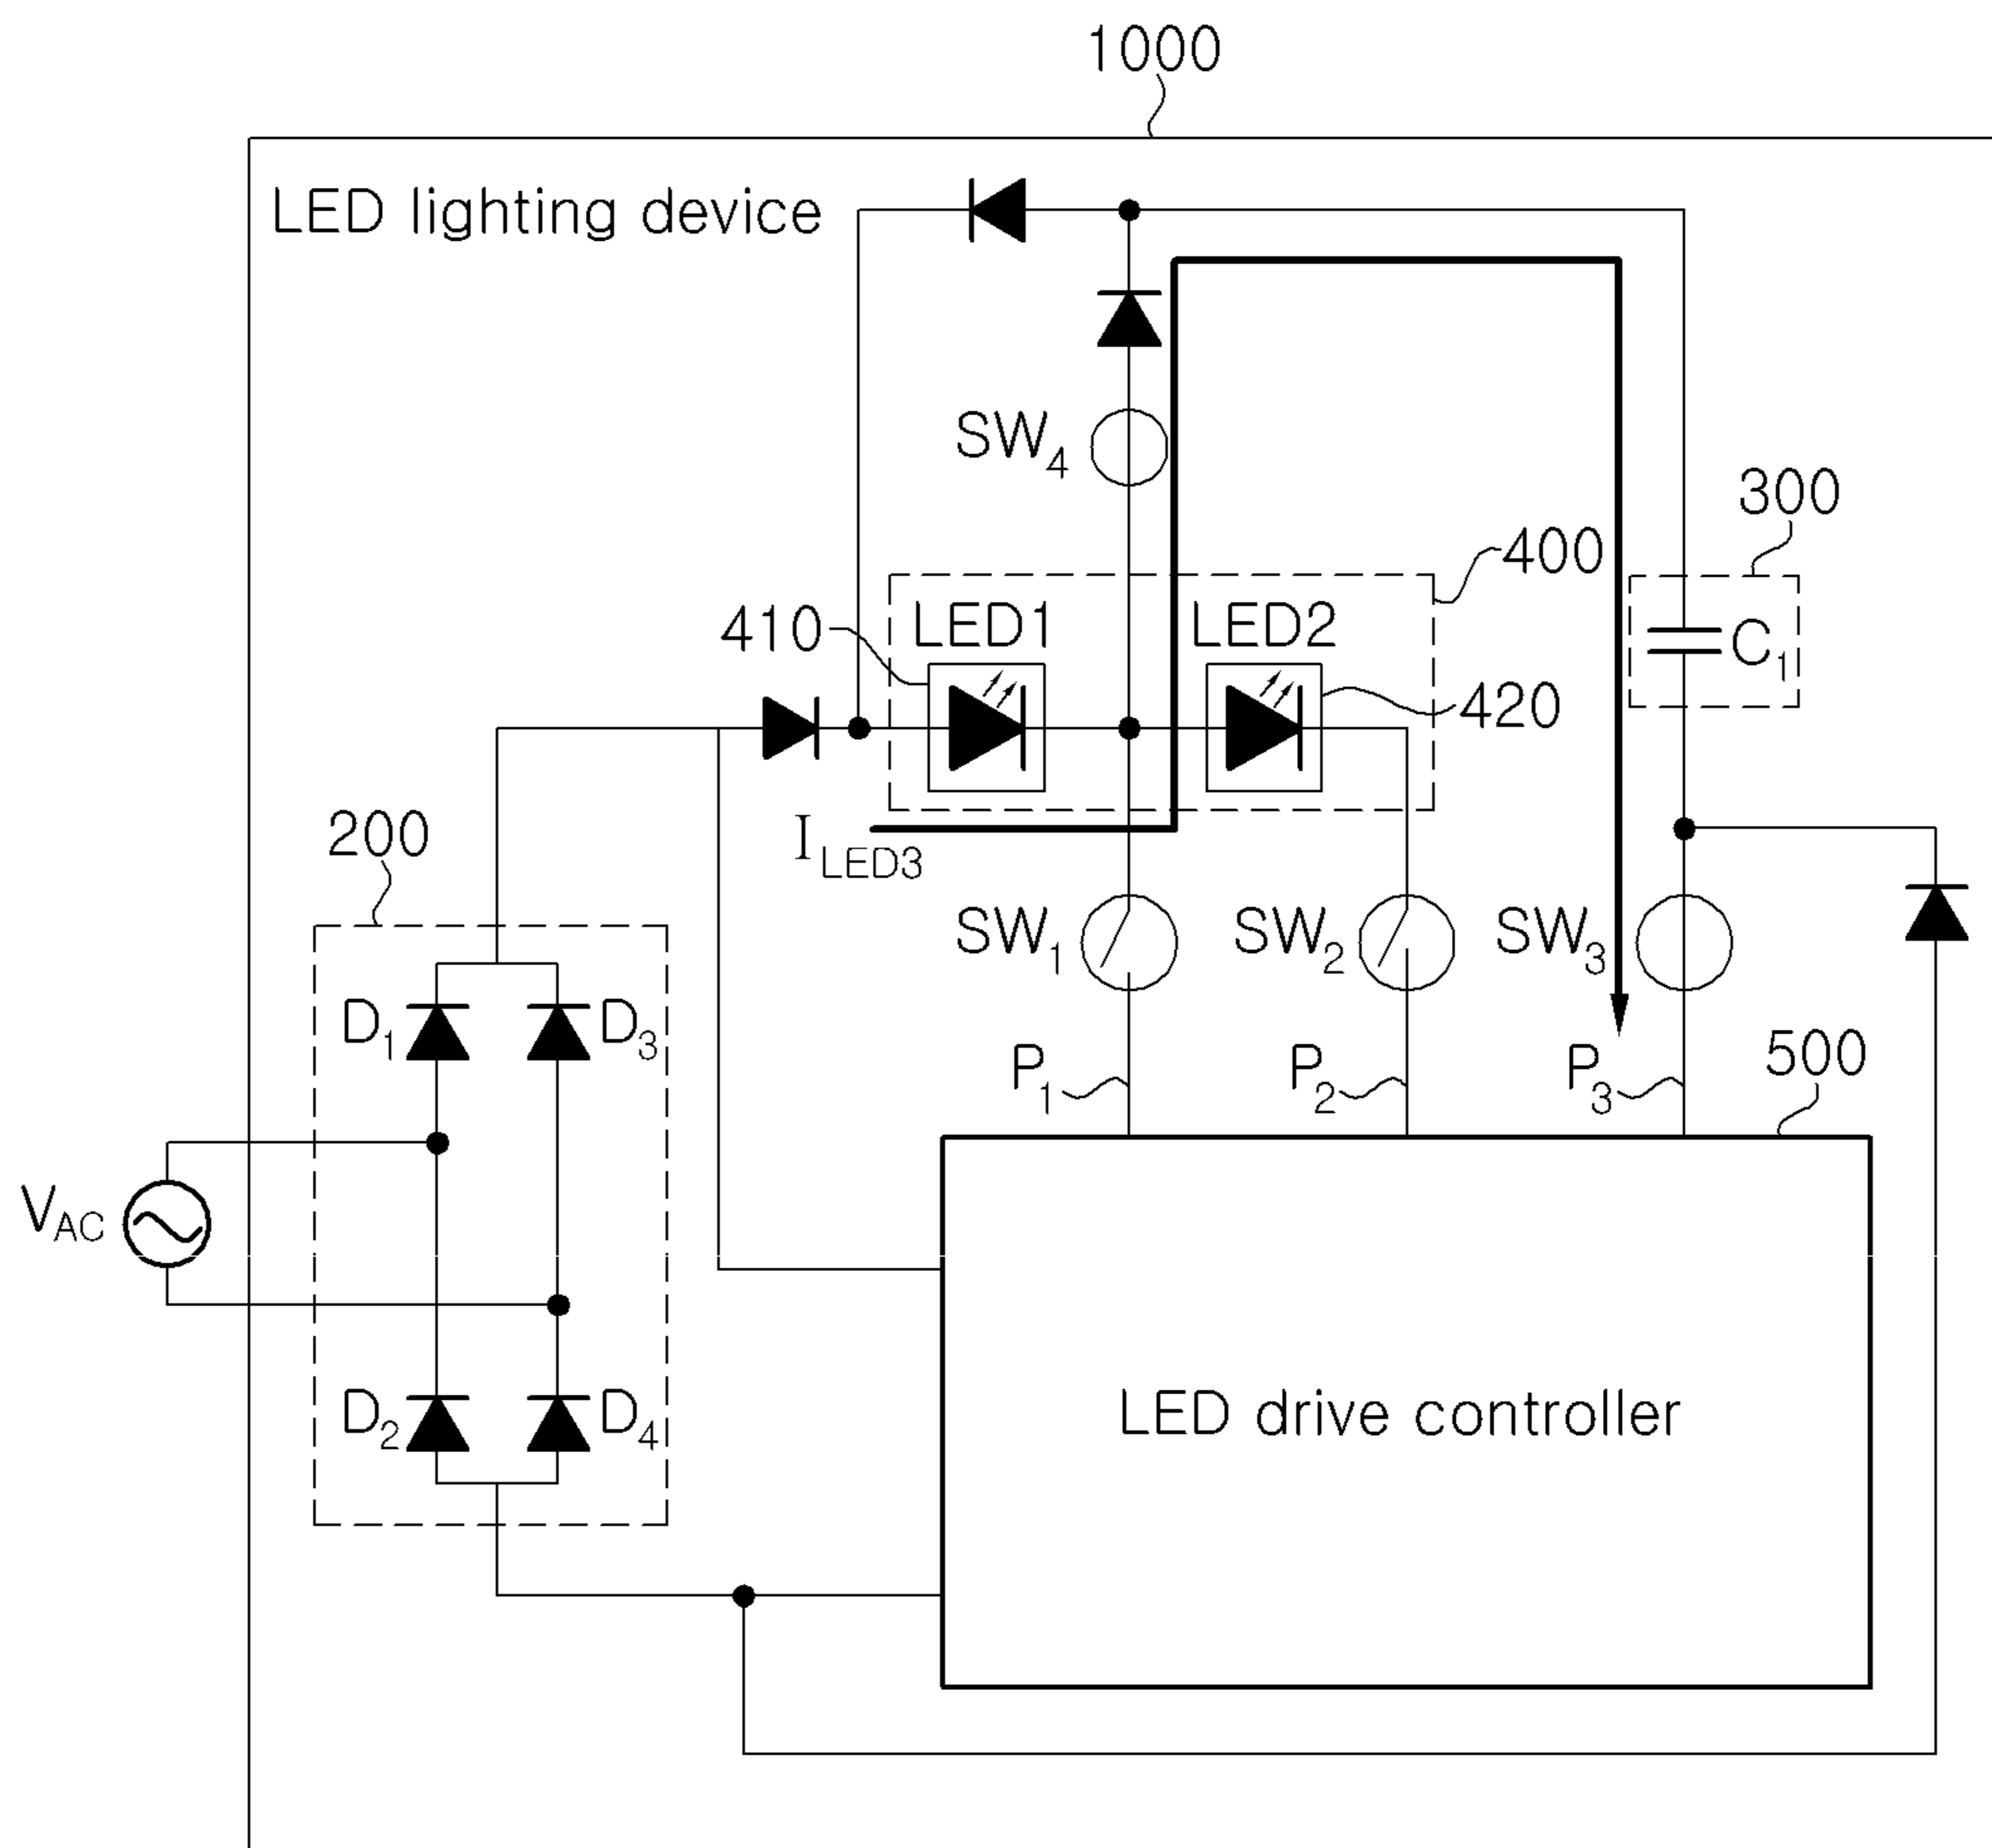 1000
LED lighting device
SW4
300
400
410
LED1
LED2
C1
420
200
ILED3
SW1
SW2
SW3
D1
D3
P1
P2
P3
500
VAC
D2
D4
LED drive controller